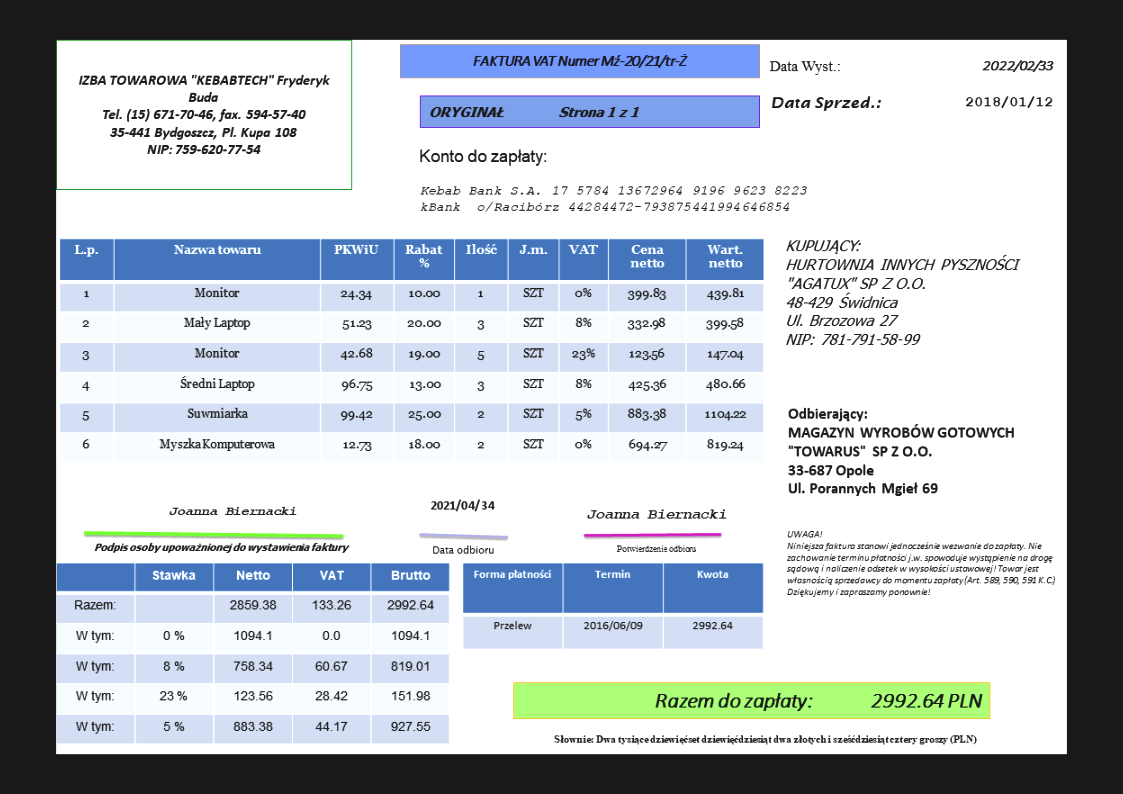 IZBA TOWAROWA "KEBABTECH" Fryderyk
Buda
Tel. (15) 671-70-46, fax. 594-57-40
35-441 Bydgoszcz, Pl. Kupa 108
NIP: 759-620-77-54
FAKTURA VAT Numer Mź-20/21/tr-Ż
ORYGINAŁ Strona 1 z 1
Data Wyst.: 2022/02/33
Data Sprzed.: 2018/01/12
Konto do zapłaty:
Kebab Bank S.A. 17 5784 13672964 9196 9623 8223
kBank o/Racibórz 44284472-793875441994646854
L.p. Nazwa towaru PKWiU Rabat % Ilość J.m. VAT Cena netto Wart. netto
1 Monitor 24.34 10.00 1 SZT 0% 399.83 439.81
2 Mały Laptop 51.23 20.00 3 SZT 8% 332.98 399.58
3 Monitor 42.68 19.00 5 SZT 23% 123.56 147.04
4 Średni Laptop 96.75 13.00 3 SZT 8% 425.36 480.66
5 Suwmiarka 99.42 25.00 2 SZT 5% 883.38 1104.22
6 Myszka Komputerowa 12.73 18.00 2 SZT 0% 694.27 819.24
KUPUJĄCY:
HURTOWNIA INNYCH PYSZNOŚCI
"AGATUX" SP Z O.O.
48-429 Świdnica
Ul. Brzozowa 27
NIP: 781-791-58-99
Odbierający:
MAGAZYN WYROBÓW GOTOWYCH
"TOWARUS" SP Z O.O.
33-687 Opole
Ul. Porannych Mgieł 69
Joanna Biernacki
Podpis osoby upoważnionej do wystawienia faktury
2021/04/34
Data odbioru
Joanna Biernacki
Potwierdzenie odbioru
UWAGA!
Niniejsza faktura stanowi jednocześnie wezwanie do zapłaty. Nie
zachowanie terminu płatności j.w. spowoduje wystąpienie na drogę
sądową i naliczenie odsetek w wysokości ustawowej! Towar jest
własnością sprzedawcy do momentu zapłaty (Art. 589, 590, 591 K.C.)
Dziękujemy i zapraszamy ponownie!
Stawka Netto VAT Brutto
Razem: 2859.38 133.26 2992.64
W tym: 0 % 1094.1 0.0 1094.1
W tym: 8 % 758.34 60.67 819.01
W tym: 23 % 123.56 28.42 151.98
W tym: 5 % 883.38 44.17 927.55
Forma płatności Termin Kwota
Przelew 2016/06/09 2992.64
Razem do zapłaty: 2992.64 PLN
Słownie: Dwa tysiące dziewięćset dziewięćdziesiąt dwa złotych i sześćdziesiąt cztery groszy (PLN)